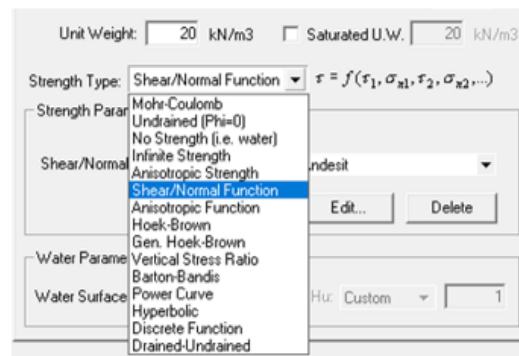 Unit Weight: 20 kN/m3 Saturated U.W. 20 kN/m3
Strength Type: Shear/Normal Function τ = f(τ1, σn1, τ2, σn2,...)
Mohr-Coulomb
Strength Param
Undrained (Phi=0)
No Strength (i.e. water)
Infinite Strength
Shear/Normal ndesit
Anisotropic Strength
Shear/Normal Function
Anisotropic Function Edit... Delete
Hoek-Brown
Gen. Hoek-Brown
Water Parame
Vertical Stress Ratio
Barton-Bandis
Water Surface Power Curve Hu: Custom 1
Hyperbolic
Discrete Function
Drained-Undrained